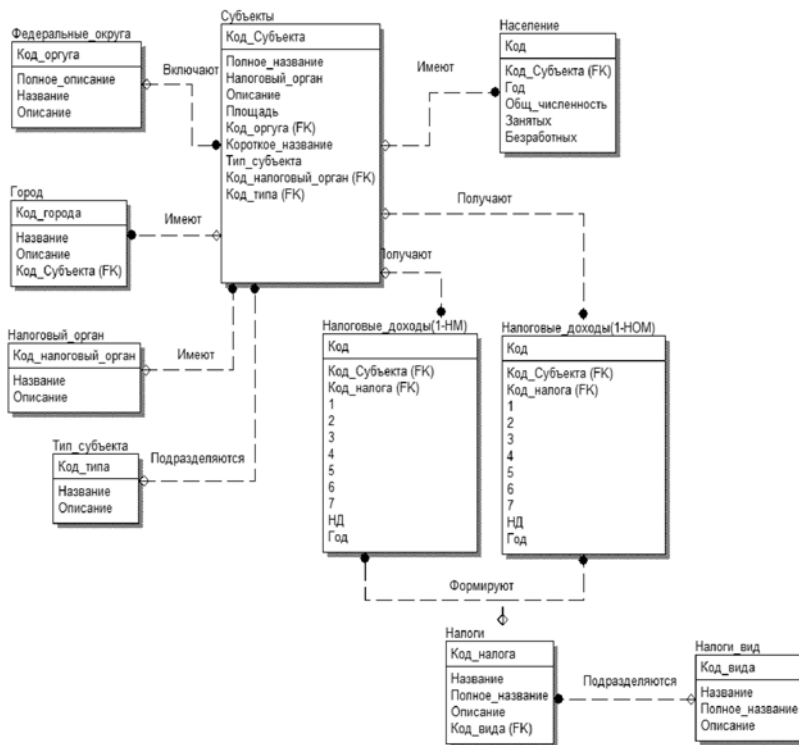 Субъекты
Код_Субъекта
Полное_название
Налоговый_орган
Описание
Площадь
Код_оргуга (FK)
Короткое_название
Тип_субъекта
Код_налоговый_орган (FK)
Код_типа (FK)
Федеральные_округа
Код_оргуга
Полное_описание
Название
Описание
Включают
Население
Код
Код_Субъекта (FK)
Год
Общ_численность
Занятых
Безработных
Имеют
Город
Код_города
Название
Описание
Код_Субъекта (FK)
Имеют
Получают
Получают
Налоговый_орган
Код_налоговый_орган
Название
Описание
Имеют
Тип_субъекта
Код_типа
Название
Описание
Подразделяются
Налоговые_доходы(1-НМ)
Код
Код_Субъекта (FK)
Код_налога (FK)
1
2
3
4
5
6
7
НД
Год
Налоговые_доходы(1-НОМ)
Код
Код_Субъекта (FK)
Код_налога (FK)
1
2
3
4
5
6
7
НД
Год
Формируют
Налоги
Код_налога
Название
Полное_название
Описание
Код_вида (FK)
Подразделяются
Налоги_вид
Код_вида
Название
Полное_название
Описание